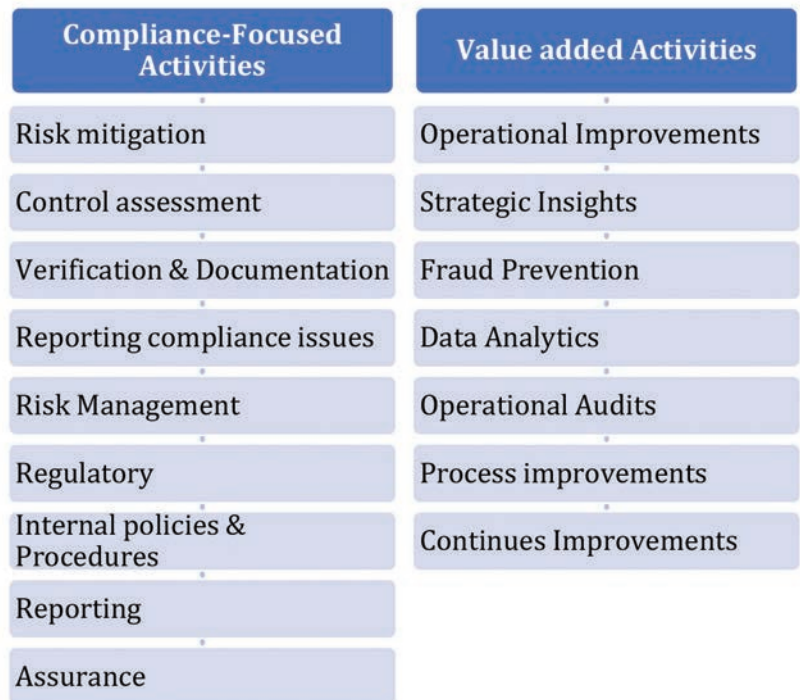 Compliance-Focused
Activities
Risk mitigation
Control assessment
Verification & Documentation
Reporting compliance issues
Risk Management
Regulatory
Internal policies &
Procedures
Reporting
Assurance
Value added Activities
Operational Improvements
Strategic Insights
Fraud Prevention
Data Analytics
Operational Audits
Process improvements
Continues Improvements